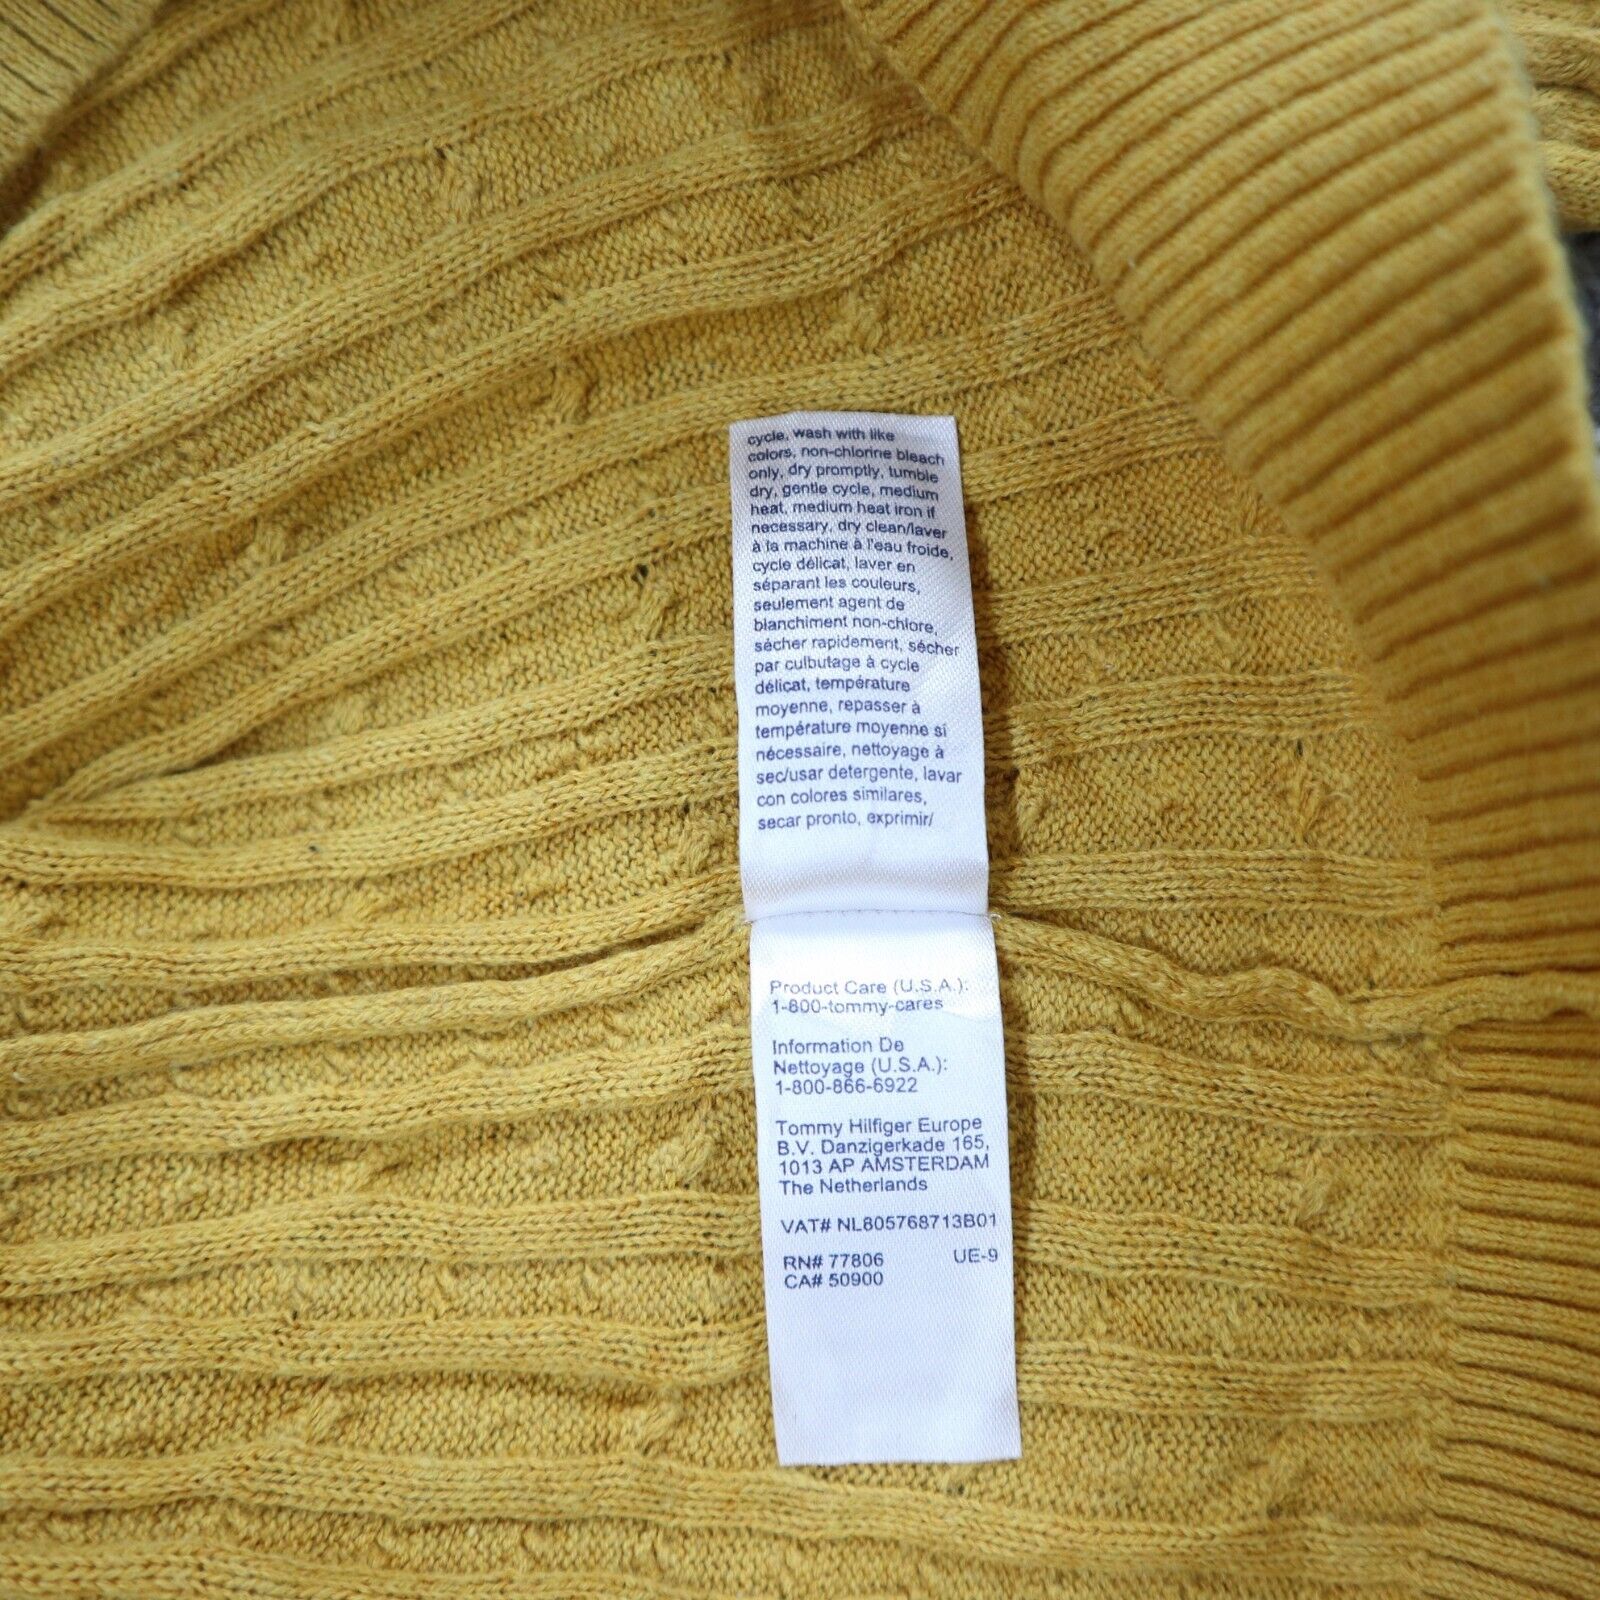 cycle, wash with like
colors, non-chlorine bleach
only, dry promptly, tumble
dry, gentle cycle, medium
heat, medium heat iron if
necessary, dry clean/laver
à la machine à l'eau froide,
cycle délicat, laver en
séparant les couleurs,
seulement agent de
blanchiment non-chlore,
sécher rapidement, sécher
par culbutage à cycle
délicat, température
moyenne, repasser à
température moyenne si
nécessaire, nettoyage à
sec/usar detergente, lavar
con colores similares,
secar pronto, exprimir/
Product Care (U.S.A.):
1-800-tommy-cares
Information De
Nettoyage (U.S.A.):
1-800-866-6922
Tommy Hilfiger Europe
B.V. Danzigerkade 165,
1013 AP AMSTERDAM
The Netherlands
VAT# NL805768713B01
RN# 77806 UE-9
CA# 50900